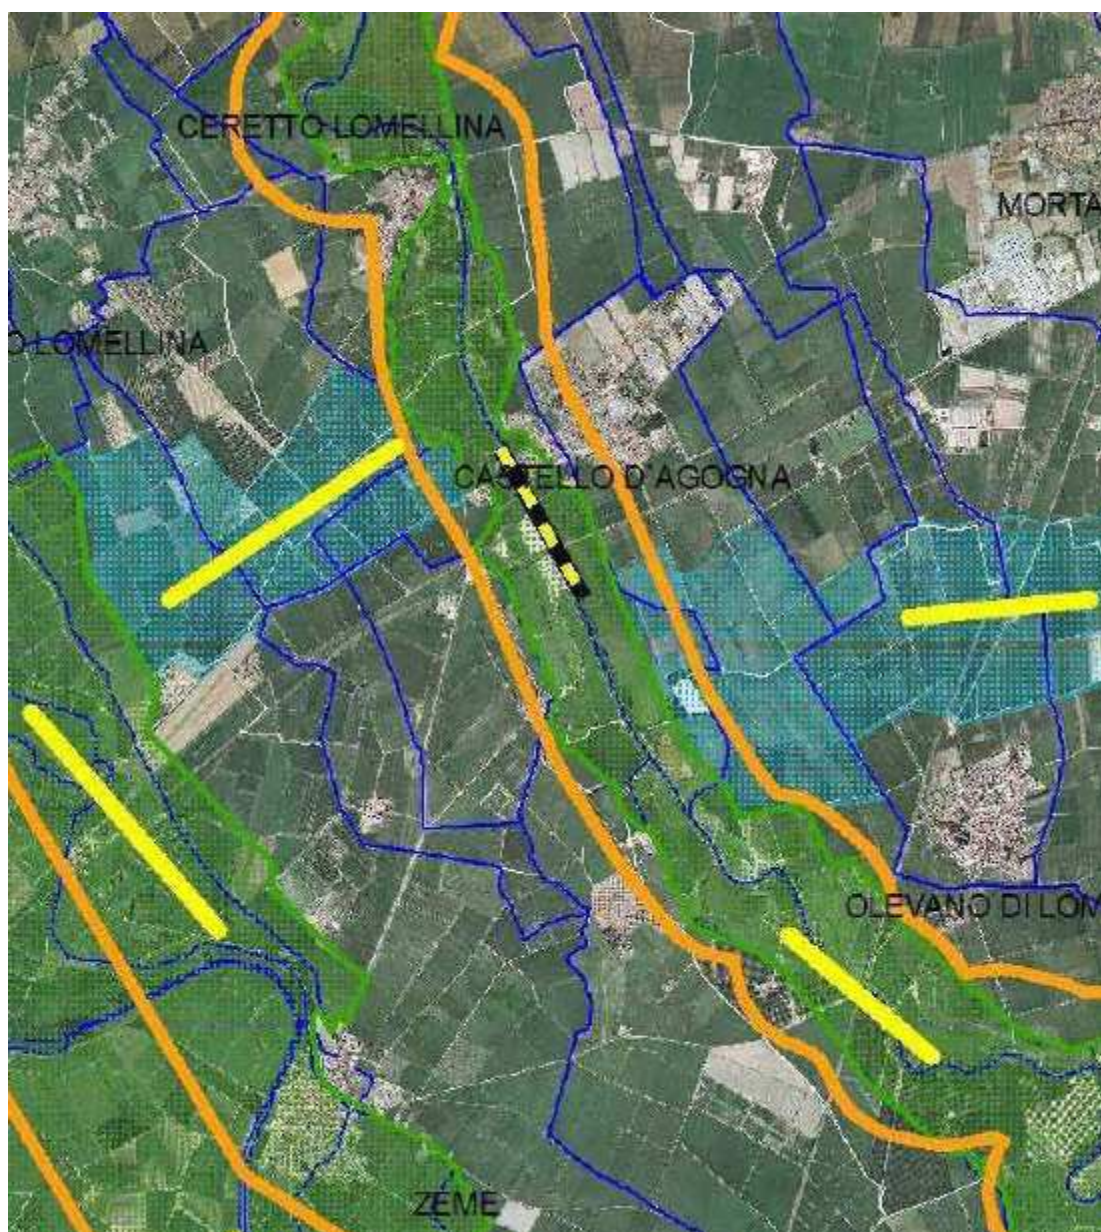 CERETTO LOMELLINA
MORTA
O LOMELLINA
CASTELLO D'AGOGNA
OLEVANO DI LOM
ZEME